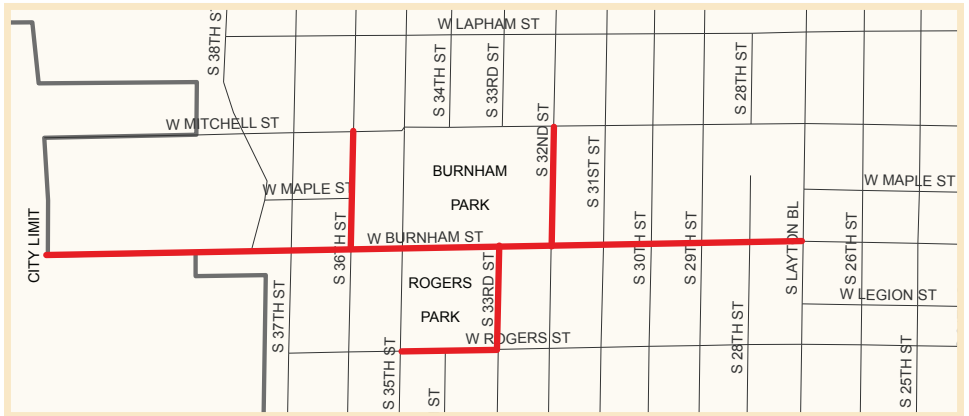 W LAPHAM ST
S 38TH S
S 34TH ST
S 33RD ST
S 28TH ST
W MITCHELL ST
S 32ND ST
S 31ST ST
BURNHAM
PARK
W MAPLE ST
W MAPLE ST
CITY LIMIT
S 36TH ST
W BURNHAM ST
S 30TH ST
S 29TH ST
S LAYTON BL
S 26TH ST
S 37TH ST
ROGERS
PARK
S 33RD ST
W LEGION ST
W ROGERS ST
S 28TH ST
S 35TH ST
ST
S 25TH ST